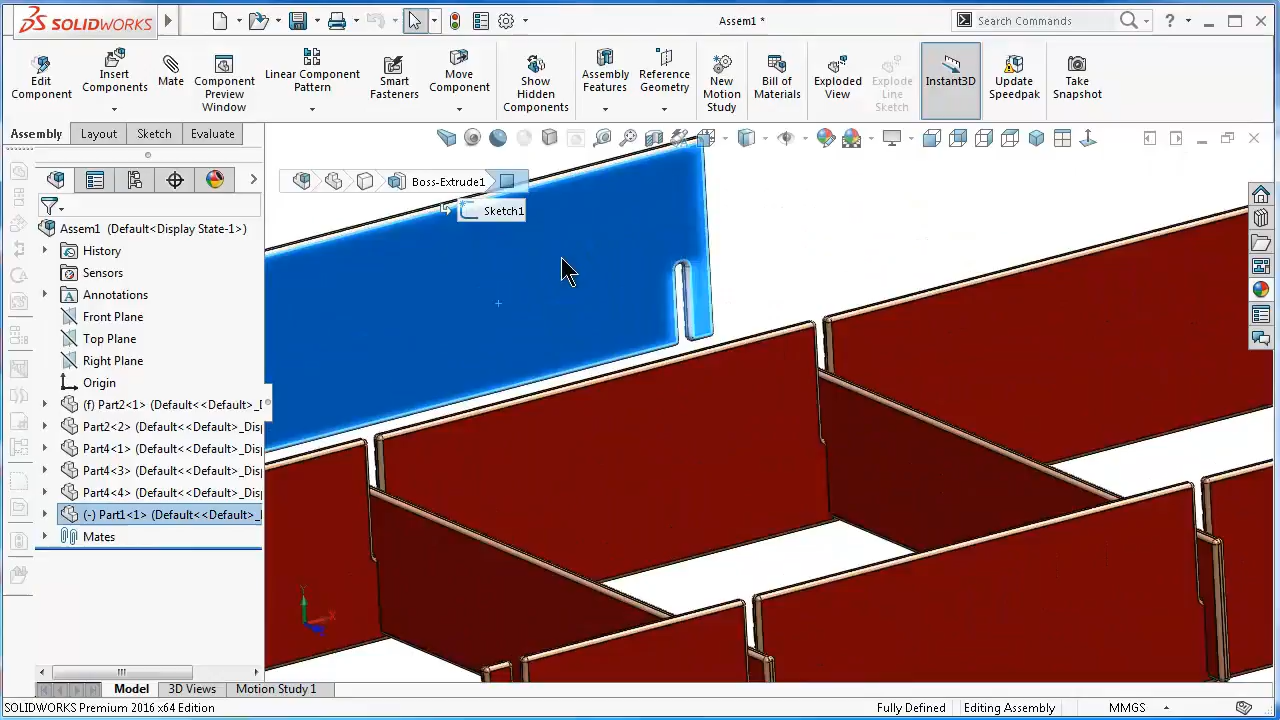 SOLIDWORKS
Assem1 *
Search Commands
Edit Component
Insert Components
Mate
Component Preview Window
Linear Component Pattern
Smart Fasteners
Move Component
Show Hidden Components
Assembly Features
Reference Geometry
New Motion Study
Bill of Materials
Exploded View
Explode Line Sketch
Instant3D
Update Speedpak
Take Snapshot
Assembly
Layout
Sketch
Evaluate
Boss-Extrude1
Sketch1
Assem1 (Default<Display State-1>)
History
Sensors
Annotations
Front Plane
Top Plane
Right Plane
Origin
(f) Part2<1> (Default<<Default>_D
Part2<2> (Default<<Default>_Disp
Part4<1> (Default<<Default>_Disp
Part4<3> (Default<<Default>_Disp
Part4<4> (Default<<Default>_Disp
(-) Part1<1> (Default<<Default>_
Mates
Y
X
Model
3D Views
Motion Study 1
SOLIDWORKS Premium 2016 x64 Edition
Fully Defined
Editing Assembly
MMGS